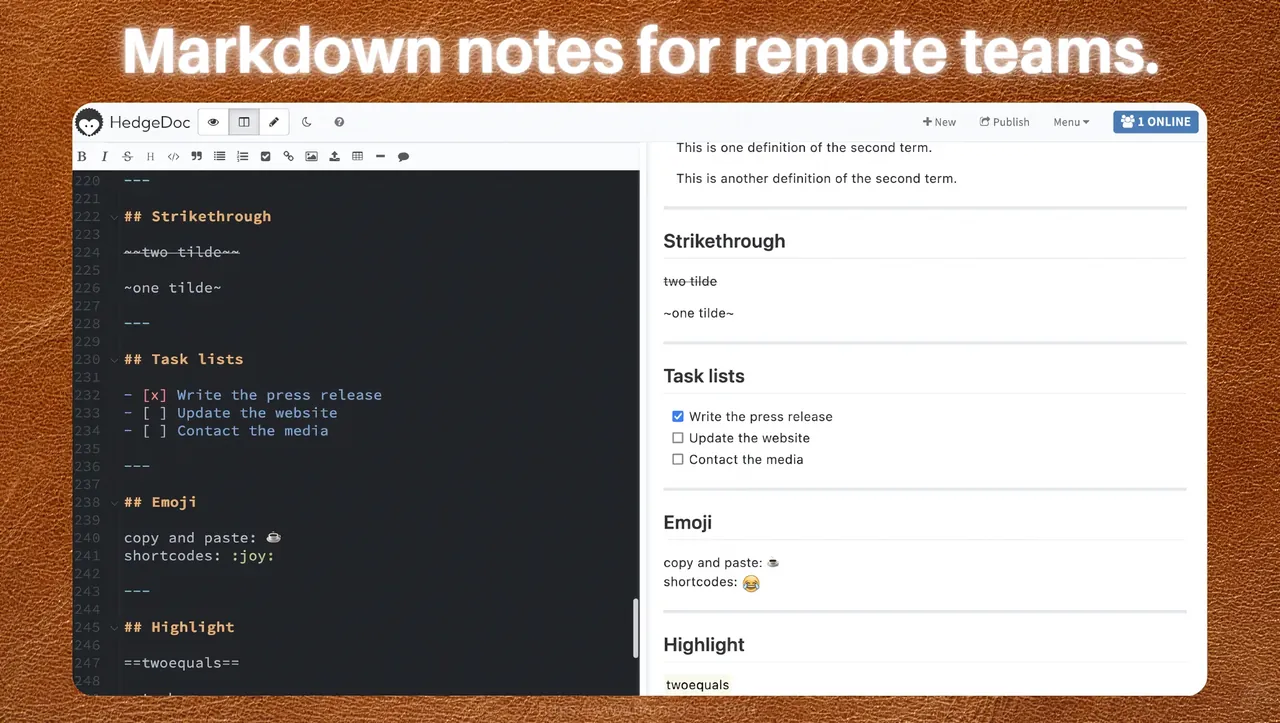 Markdown notes for remote teams.
HedgeDoc
+ New
Publish
Menu
1 ONLINE
B I S H </>
220 ---
221
222 ## Strikethrough
223
224 ~~two tilde~~
225
226 ~one tilde~
227
228 ---
229
230 ## Task lists
231
232 - [x] Write the press release
233 - [ ] Update the website
234 - [ ] Contact the media
235
236 ---
237
238 ## Emoji
239
240 copy and paste: ☕
241 shortcodes: :joy:
242
243 ---
244
245 ## Highlight
246
247 ==twoequals==
248
This is one definition of the second term.
This is another definition of the second term.
Strikethrough
two tilde
~one tilde~
Task lists
Write the press release
Update the website
Contact the media
Emoji
copy and paste: ☕
shortcodes: 😂
Highlight
twoequals